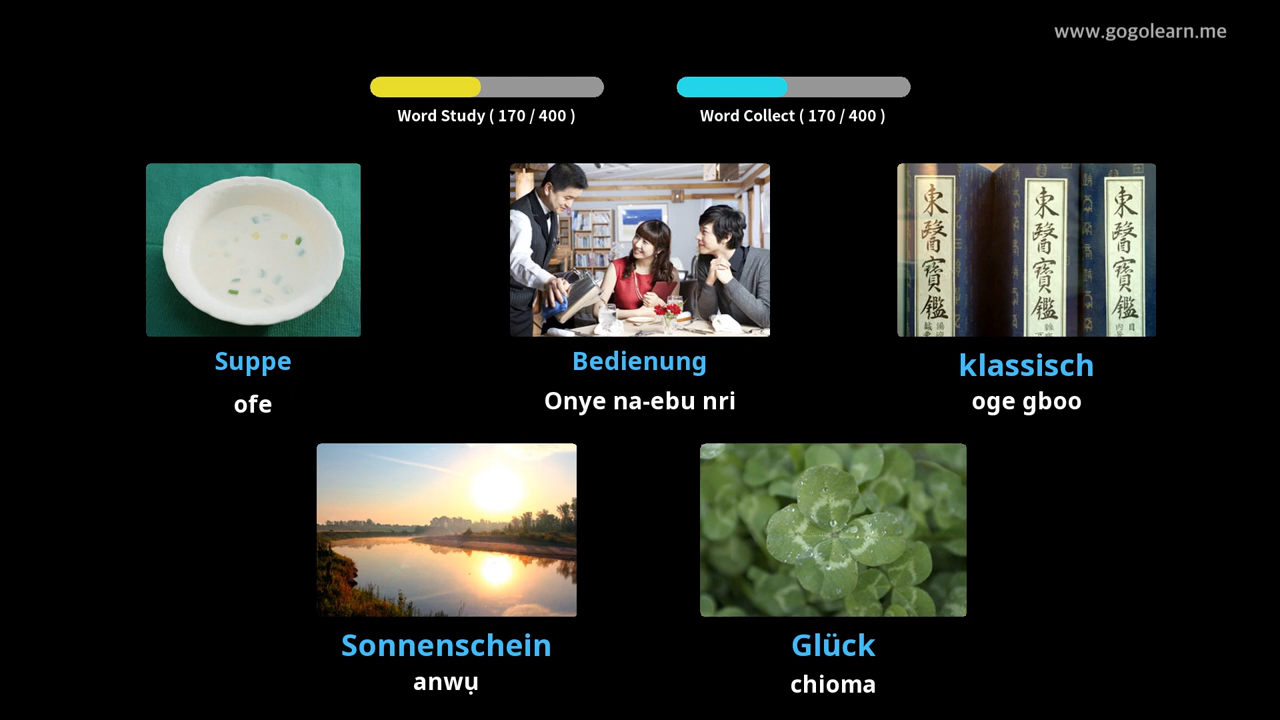 www.gogolearn.me
Word Study ( 170 / 400 )
Word Collect ( 170 / 400 )
東醫寶鑑
東醫寶鑑
東醫寶鑑
Suppe
Bedienung
klassisch
ofe
Onye na-ebu nri
oge gboo
Sonnenschein
Glück
anwụ
chioma